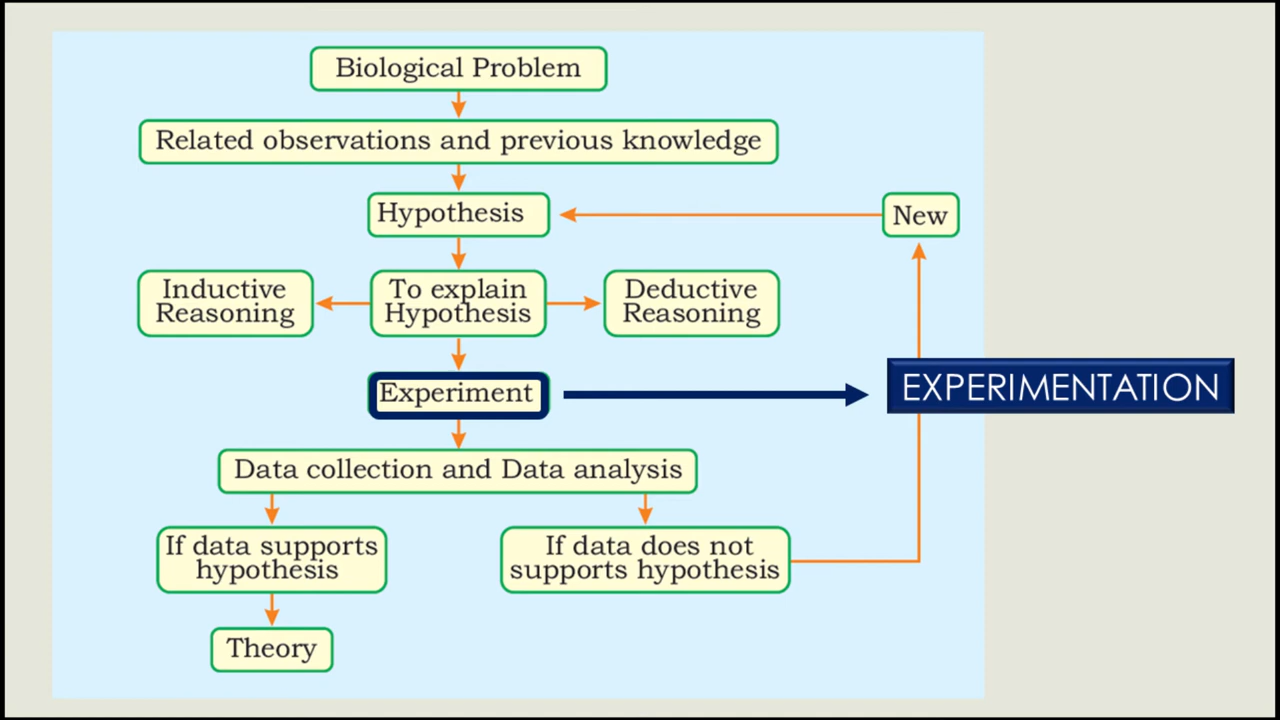 Biological Problem
Related observations and previous knowledge
Hypothesis
New
Inductive
Reasoning
To explain
Hypothesis
Deductive
Reasoning
Experiment
EXPERIMENTATION
Data collection and Data analysis
If data supports
hypothesis
If data does not
supports hypothesis
Theory